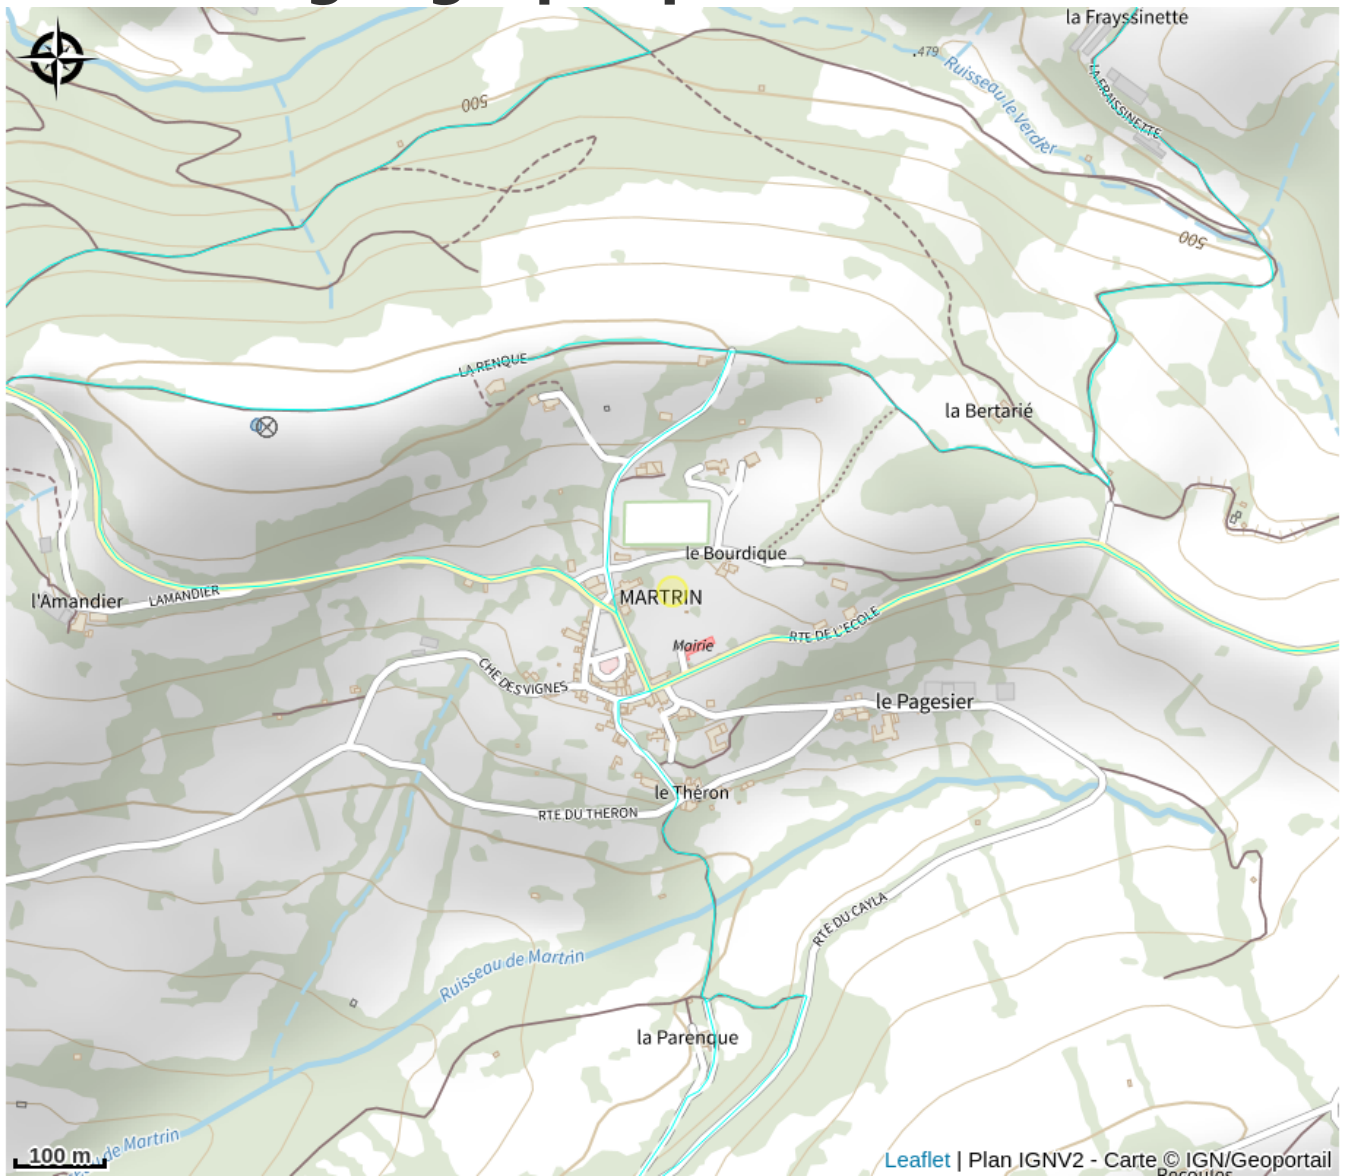 la Frayssinette
479
Ruisseau le Verdier
LA FRAISSINETTE
500
500
LA RENQUE
la Bertarié
le Bourdique
l'Amandier
LAMANDIER
MARTRIN
RTE DE L'ECOLE
Mairie
CHE DES VIGNES
le Pagesier
le Théron
RTE DU THERON
RTE DU CAYLA
Ruisseau de Martrin
la Parenque
de Martrin
100 m
Leaflet | Plan IGNV2 - Carte © IGN/Geoportail